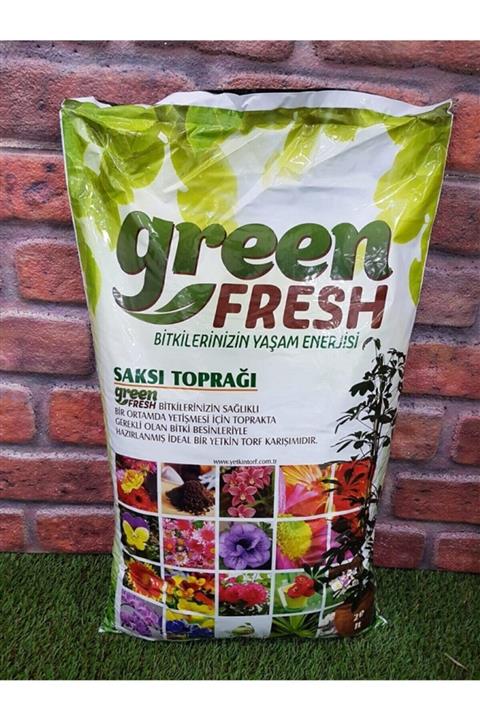 green
FRESH
BİTKİLERİNİZİN YAŞAM ENERJİSİ
SAKSI TOPRAĞI
green
FRESH BİTKİLERİNİZİN SAĞLIKLI
BİR ORTAMDA YETİŞMESİ İÇİN TOPRAKTA
GEREKLİ OLAN BİTKİ BESİNLERİYLE
HAZIRLANMIŞ İDEAL BİR YETKİN TORF KARIŞIMIDIR.
www.yetkintorf.com.tr